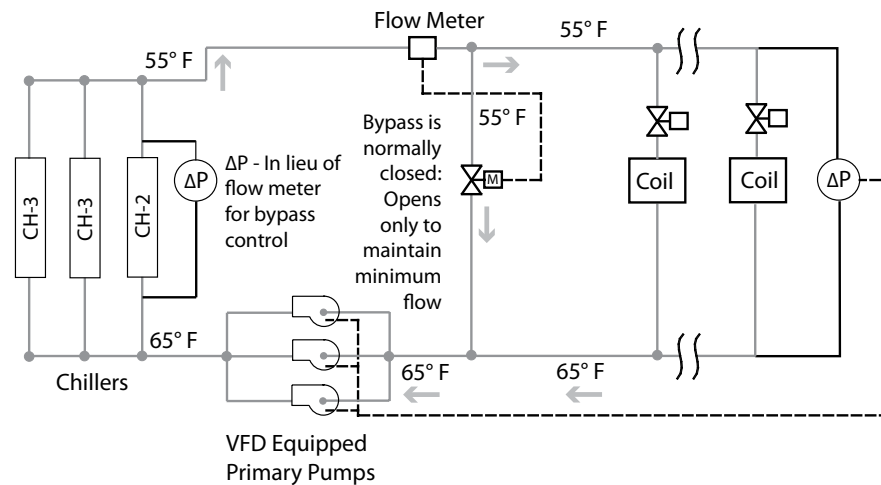 Flow Meter
55° F
55° F
55° F
Bypass is
normally
closed:
Opens
only to
maintain
minimum
flow
M
ΔP - In lieu of
flow meter
for bypass
control
ΔP
CH-3
CH-3
CH-2
Coil
Coil
ΔP
65° F
65° F
65° F
Chillers
VFD Equipped
Primary Pumps